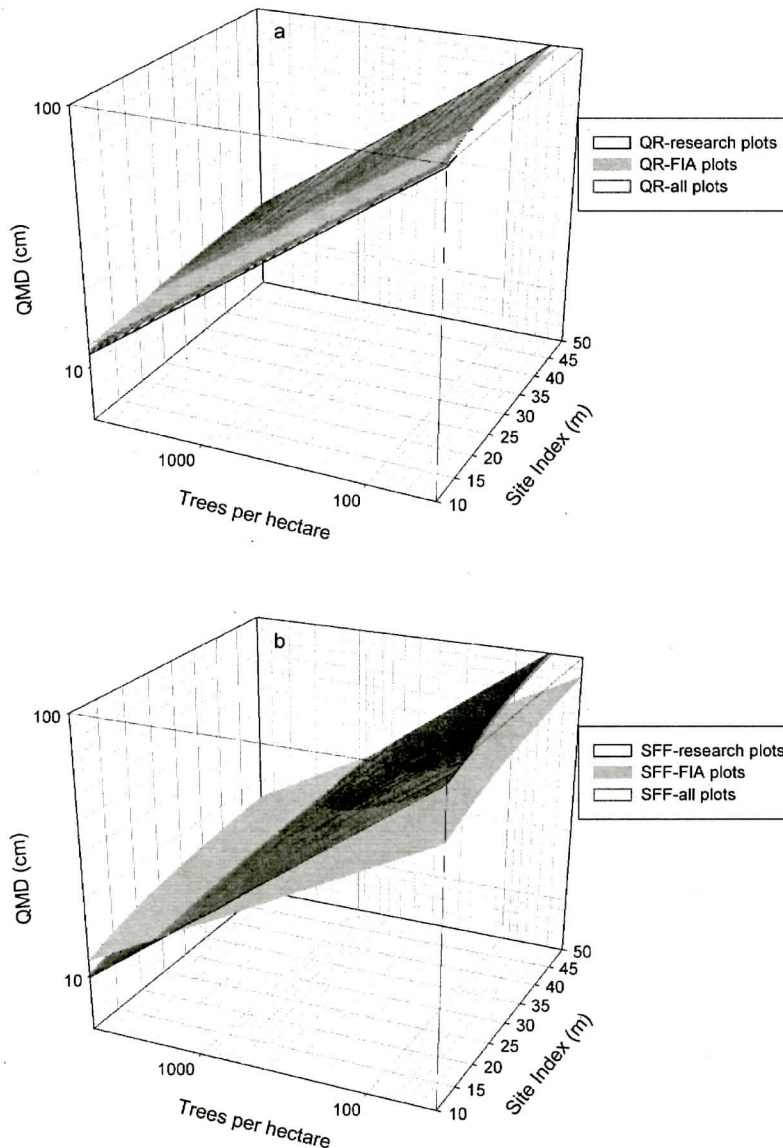 a
100
10
QMD (cm)
1000
100
Trees per hectare
10
15
20
25
30
35
40
45
50
Site Index (m)
QR-research plots
QR-FIA plots
QR-all plots
b
100
10
QMD (cm)
1000
100
Trees per hectare
10
15
20
25
30
35
40
45
50
Site Index (m)
SFF-research plots
SFF-FIA plots
SFF-all plots